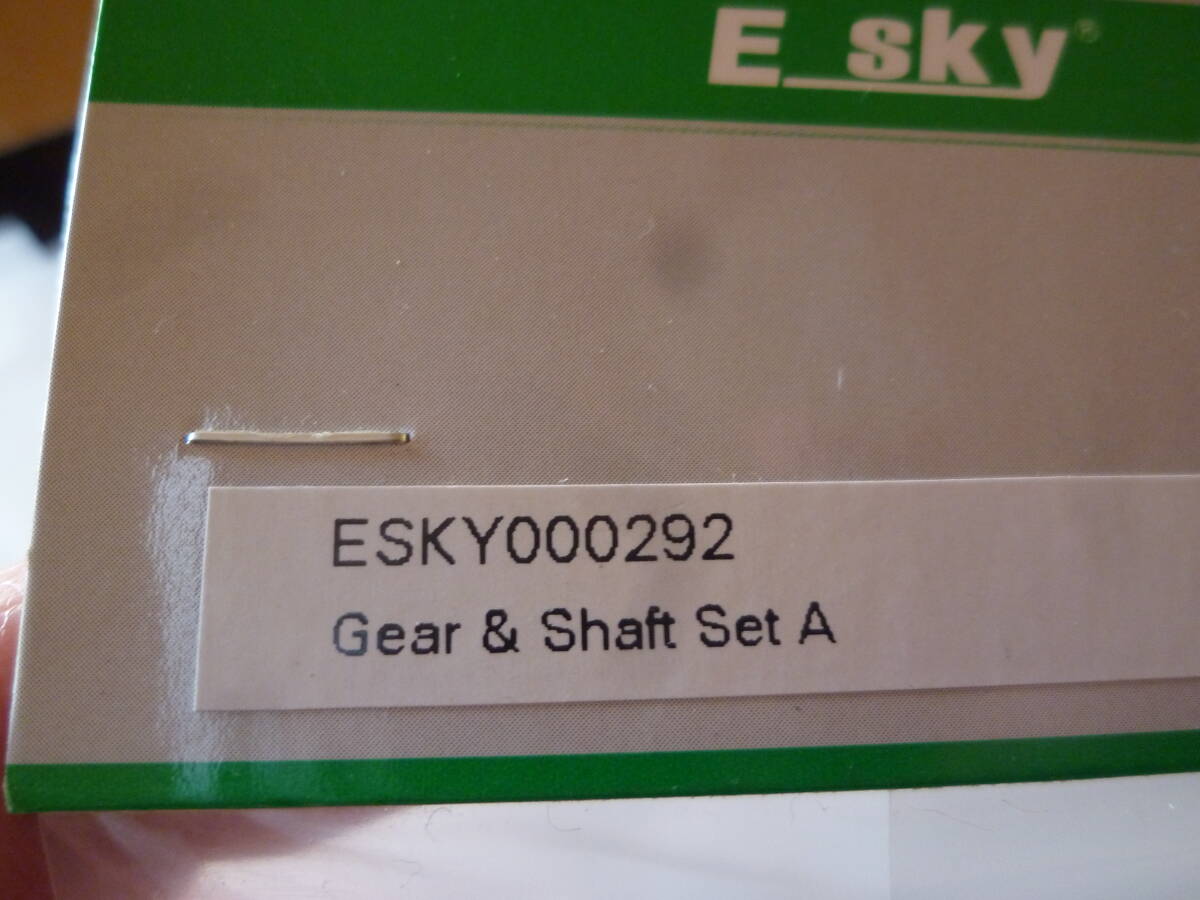 E_sky®
ESKY000292
Gear & Shaft Set A